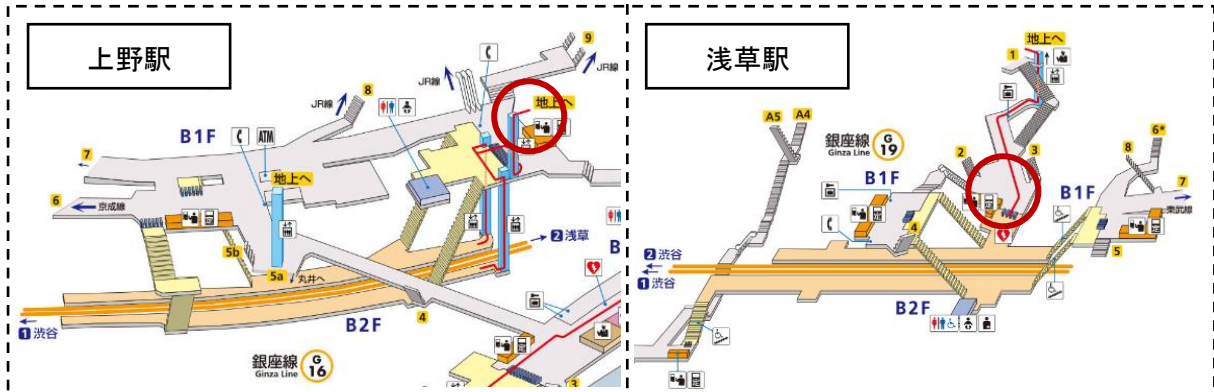 上野駅
9
JR線
JR線
地上へ
8
JR線
B1F
ATM
7
地上へ
6
京成線
2 浅草
5b
5a
丸井へ
1 渋谷
B2F
4
銀座線
Ginza Line
G
16
B
3
浅草駅
地上へ
1
A5
A4
銀座線
Ginza Line
G
19
B1F
2
3
6*
8
B1F
7
東武線
4
5
2 渋谷
1 渋谷
B2F